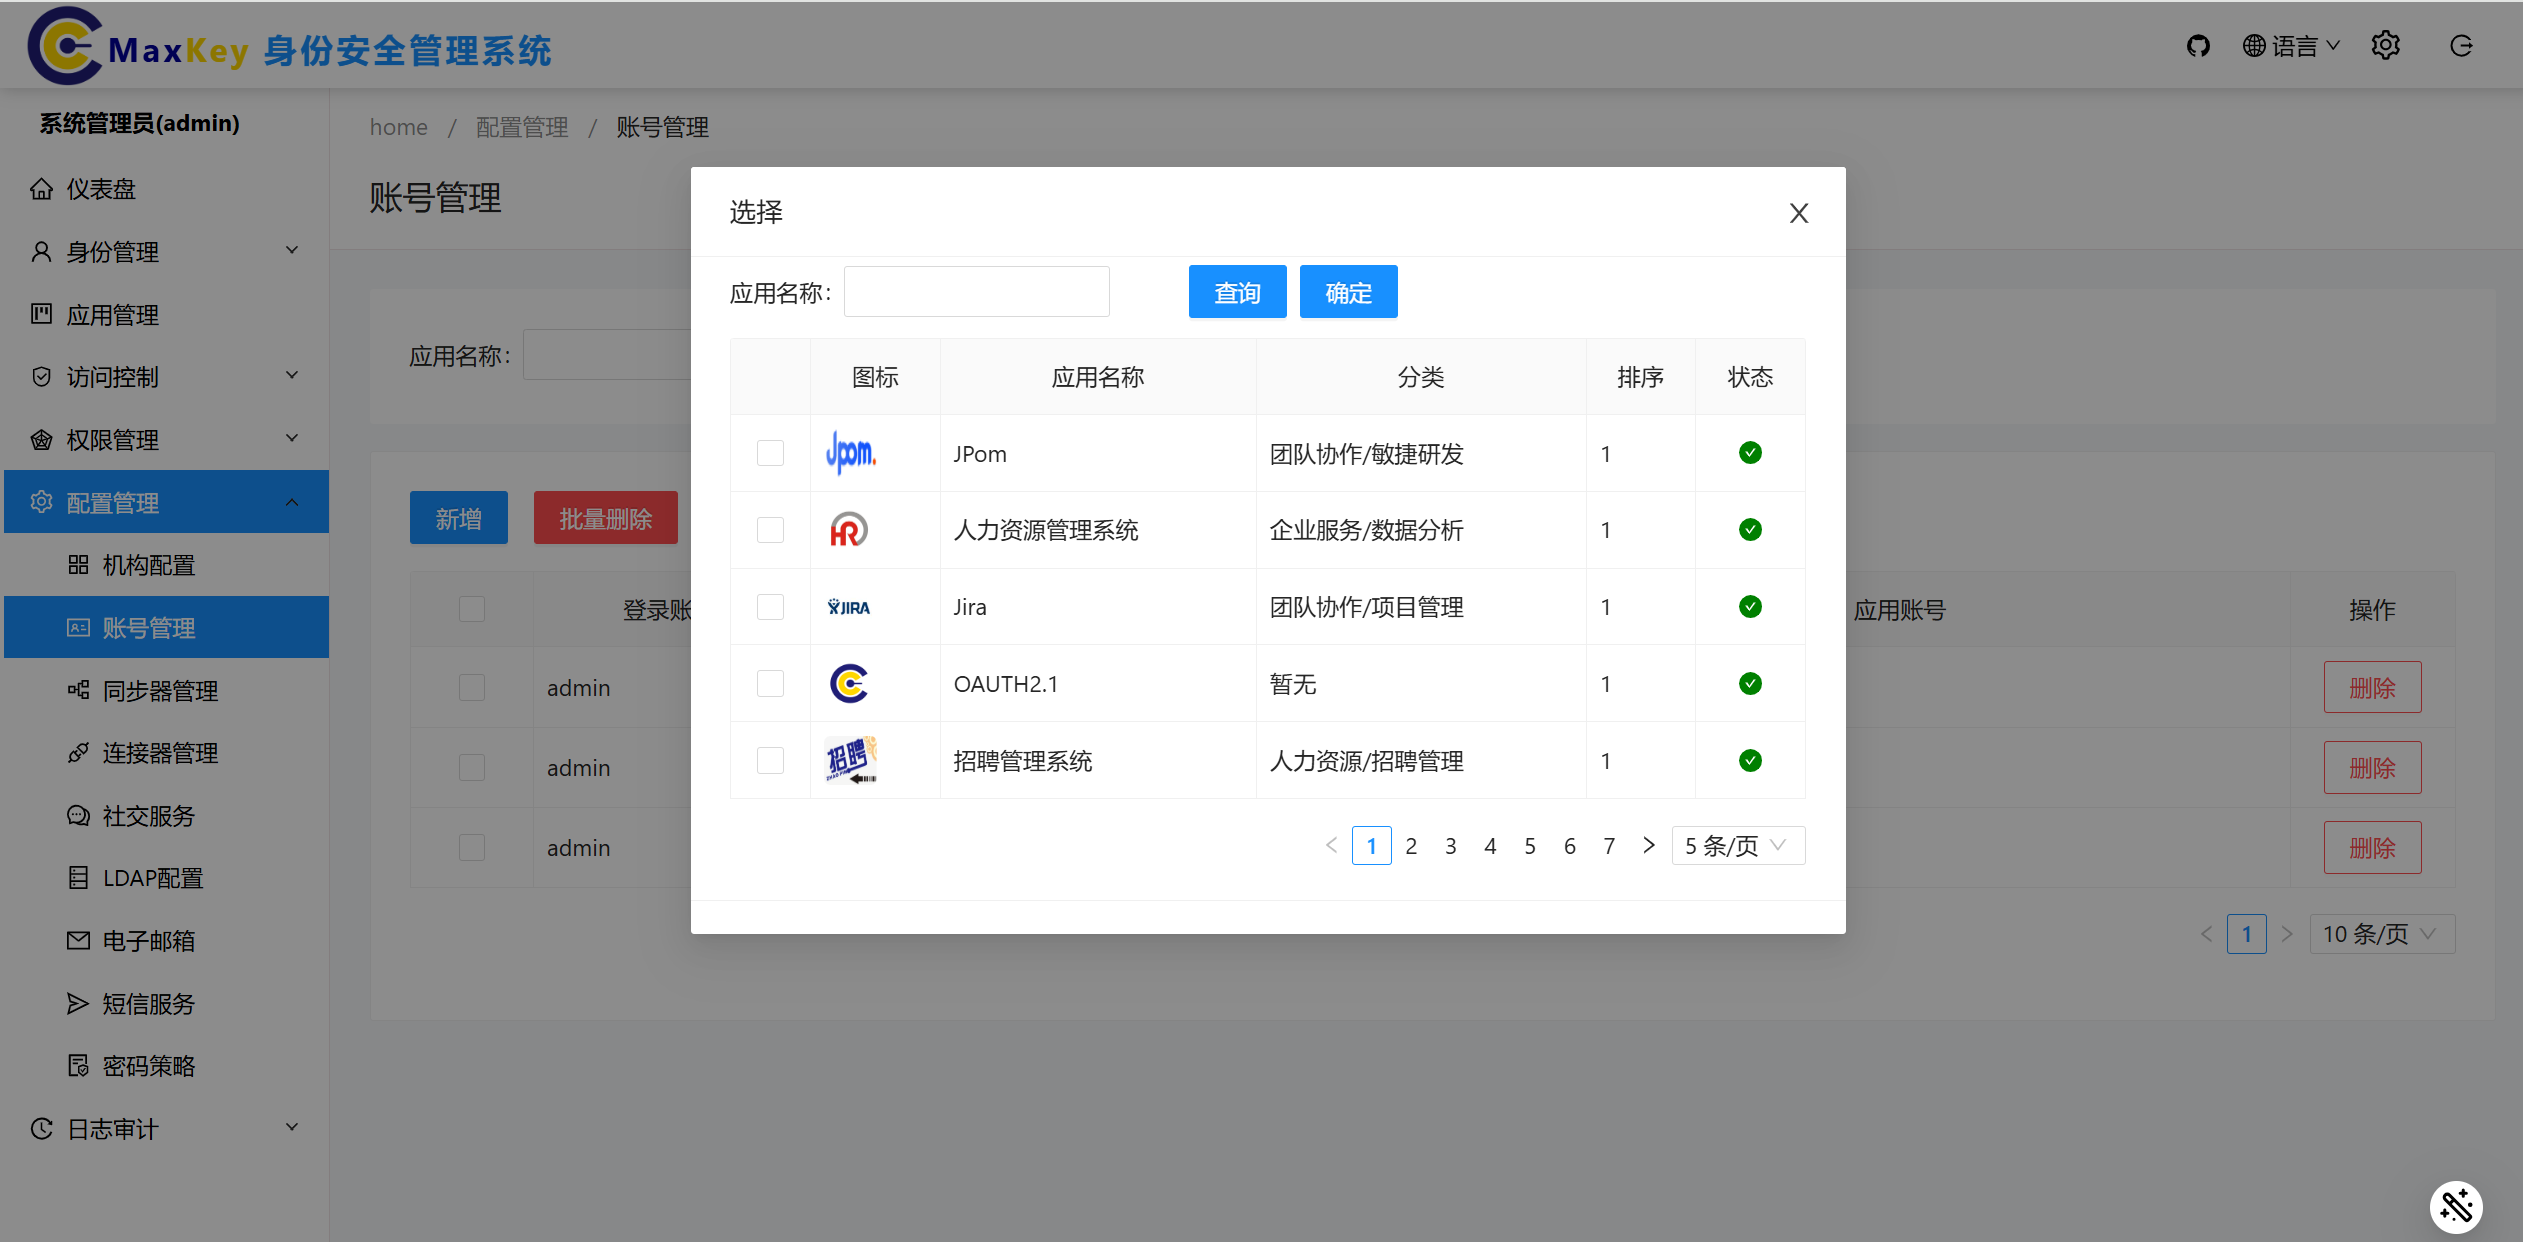 MaxKey 身份安全管理系统
语言
系统管理员(admin)
仪表盘
身份管理
应用管理
访问控制
权限管理
配置管理
机构配置
账号管理
同步器管理
连接器管理
社交服务
LDAP配置
电子邮箱
短信服务
密码策略
日志审计
home / 配置管理 / 账号管理
账号管理
应用名称:
新增 批量删除
登录账 应用账号 操作
admin 删除
admin 删除
admin 删除
1 10 条/页
选择
应用名称: 查询 确定
图标 应用名称 分类 排序 状态
Jpom. JPom 团队协作/敏捷研发 1
HR 人力资源管理系统 企业服务/数据分析 1
JIRA Jira 团队协作/项目管理 1
OAUTH2.1 暂无 1
招聘 招聘管理系统 人力资源/招聘管理 1
1 2 3 4 5 6 7 5 条/页